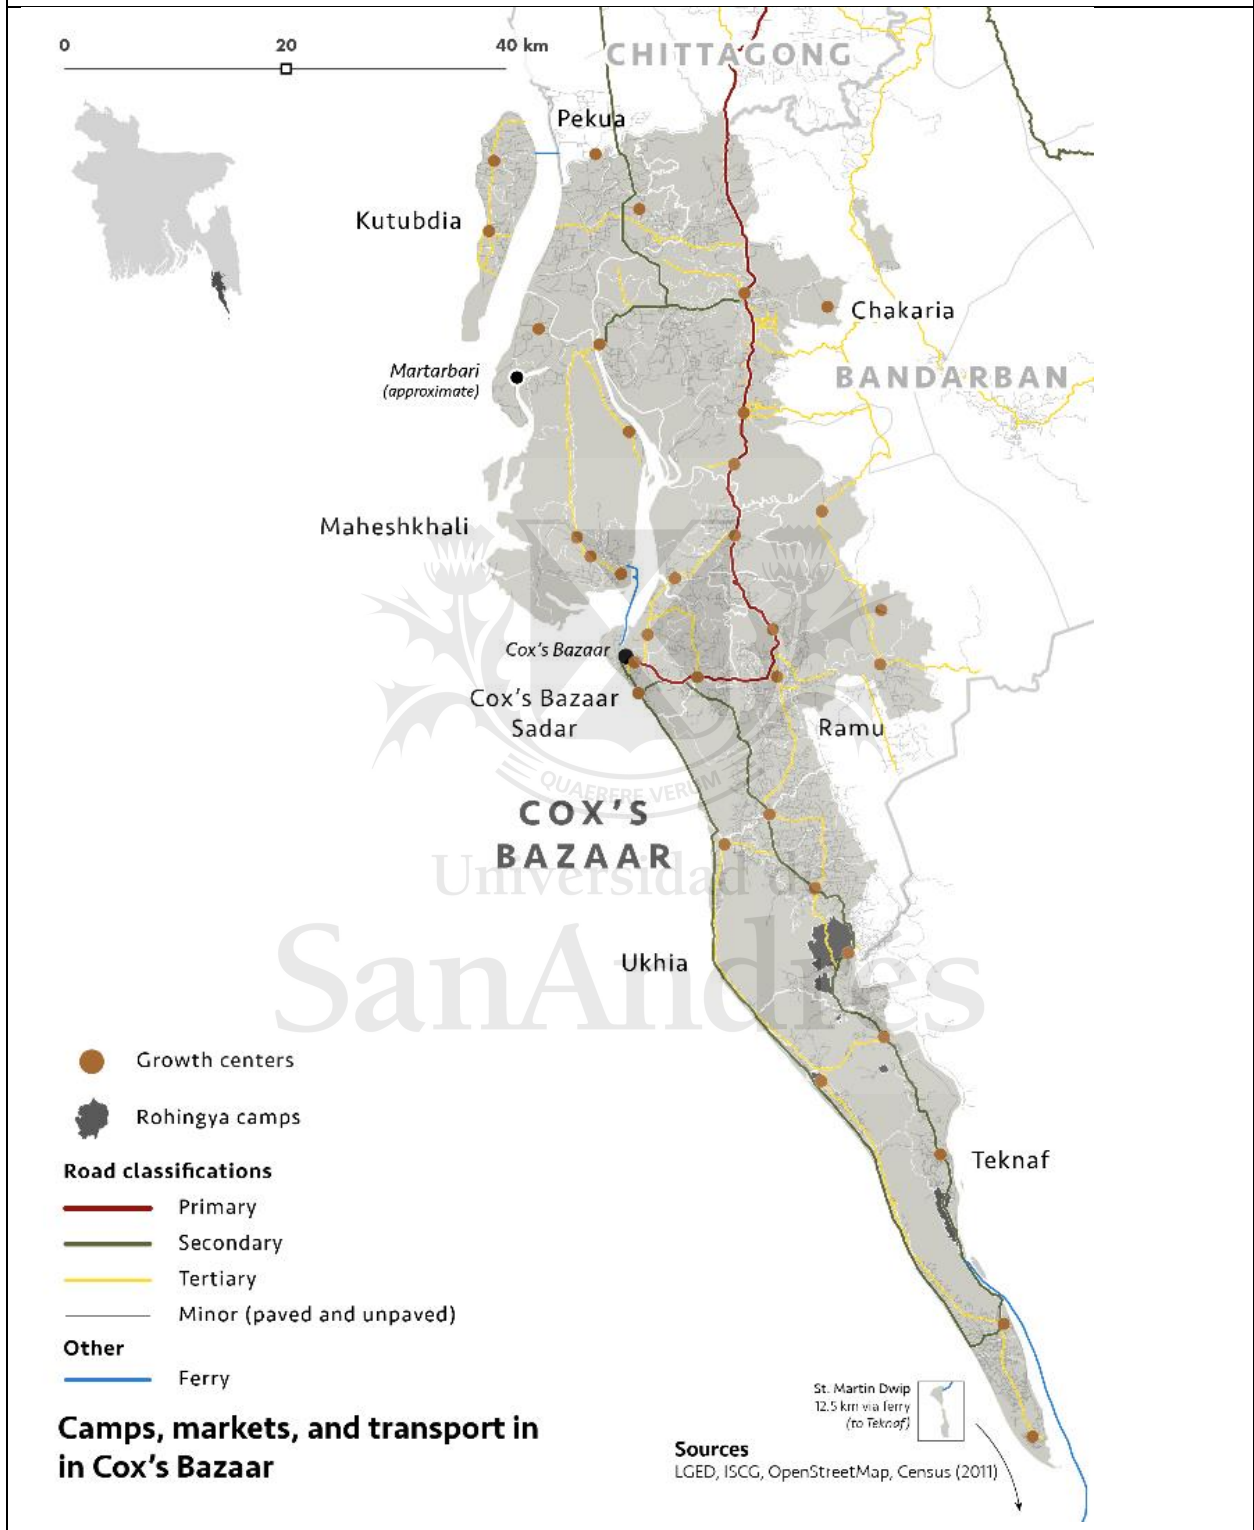 0 20 40 km
CHITTAGONG
Pekua
Kutubdia
Chakaria
Martarbari
(approximate)
BANDARBAN
Maheshkhali
Cox's Bazaar
Cox's Bazaar
Sadar
Ramu
QUAERERE VERUM
COX'S
BAZAAR
Universidad de
SanAndrés
Ukhia
Growth centers
Rohingya camps
Teknaf
Road classifications
Primary
Secondary
Tertiary
Minor (paved and unpaved)
Other
Ferry
St. Martin Dwip
12.5 km via ferry
(to Teknaf)
Camps, markets, and transport in
in Cox's Bazaar
Sources
LGED, ISCG, OpenStreetMap, Census (2011)